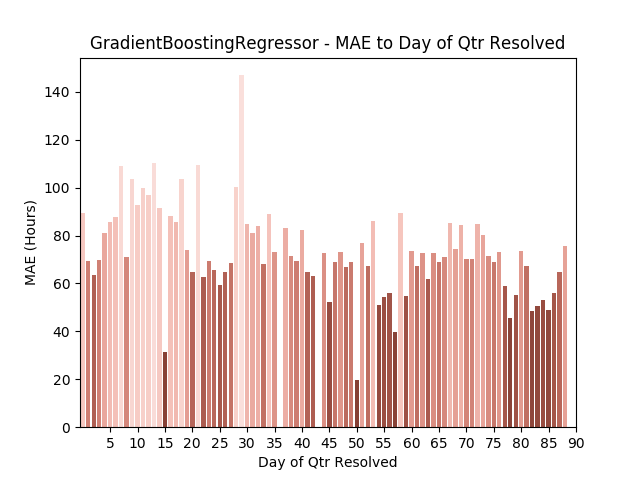 GradientBoostingRegressor - MAE to Day of Qtr Resolved
140
120
100
80
60
40
20
0
MAE (Hours)
5 10 15 20 25 30 35 40 45 50 55 60 65 70 75 80 85 90
Day of Qtr Resolved